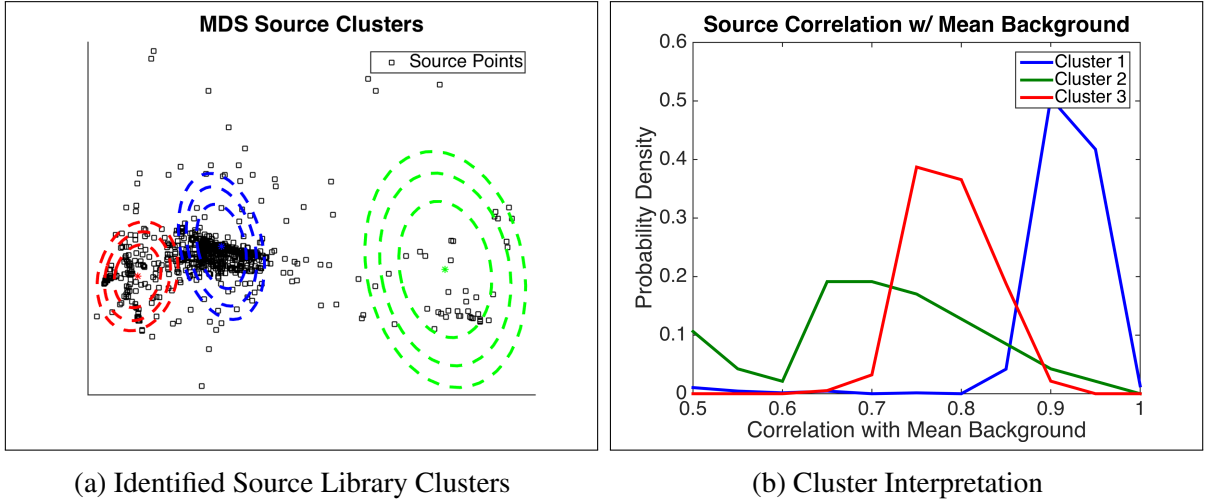 MDS Source Clusters
Source Points
(a) Identified Source Library Clusters
Source Correlation w/ Mean Background
Cluster 1
Cluster 2
Cluster 3
Probability Density
0.6
0.5
0.4
0.3
0.2
0.1
0
0.5
0.6
0.7
0.8
0.9
1
Correlation with Mean Background
(b) Cluster Interpretation